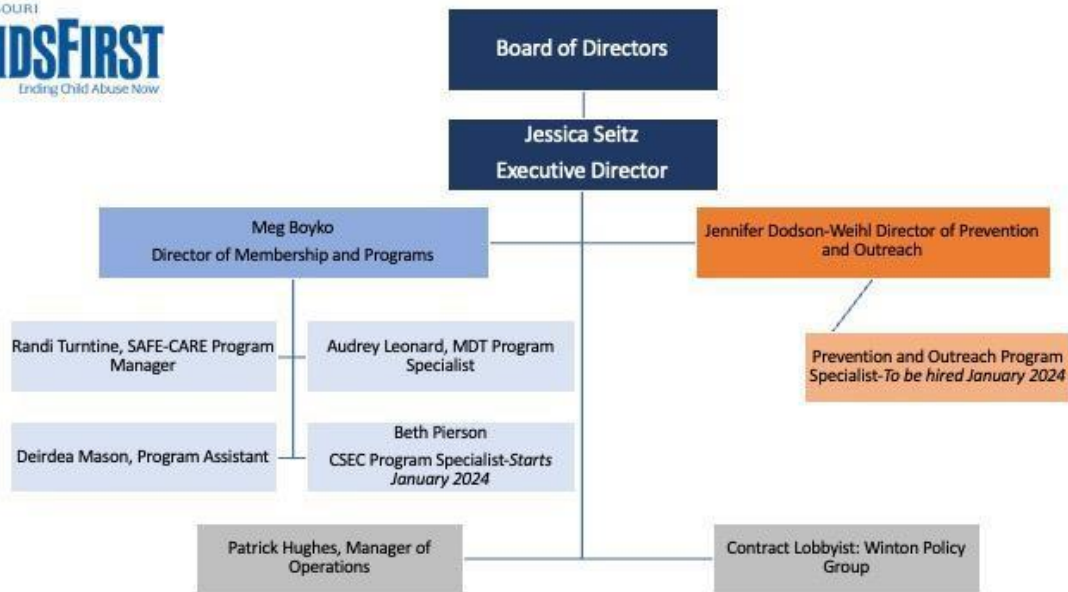 OURI
IDSFIRST
Ending Child Abuse Now
Board of Directors
Jessica Seitz
Executive Director
Meg Boyko
Director of Membership and Programs
Jennifer Dodson-Weihl Director of Prevention
and Outreach
Randi Turntine, SAFE-CARE Program
Manager
Audrey Leonard, MDT Program
Specialist
Prevention and Outreach Program
Specialist-To be hired January 2024
Deirdea Mason, Program Assistant
Beth Pierson
CSEC Program Specialist-Starts
January 2024
Patrick Hughes, Manager of
Operations
Contract Lobbyist: Winton Policy
Group